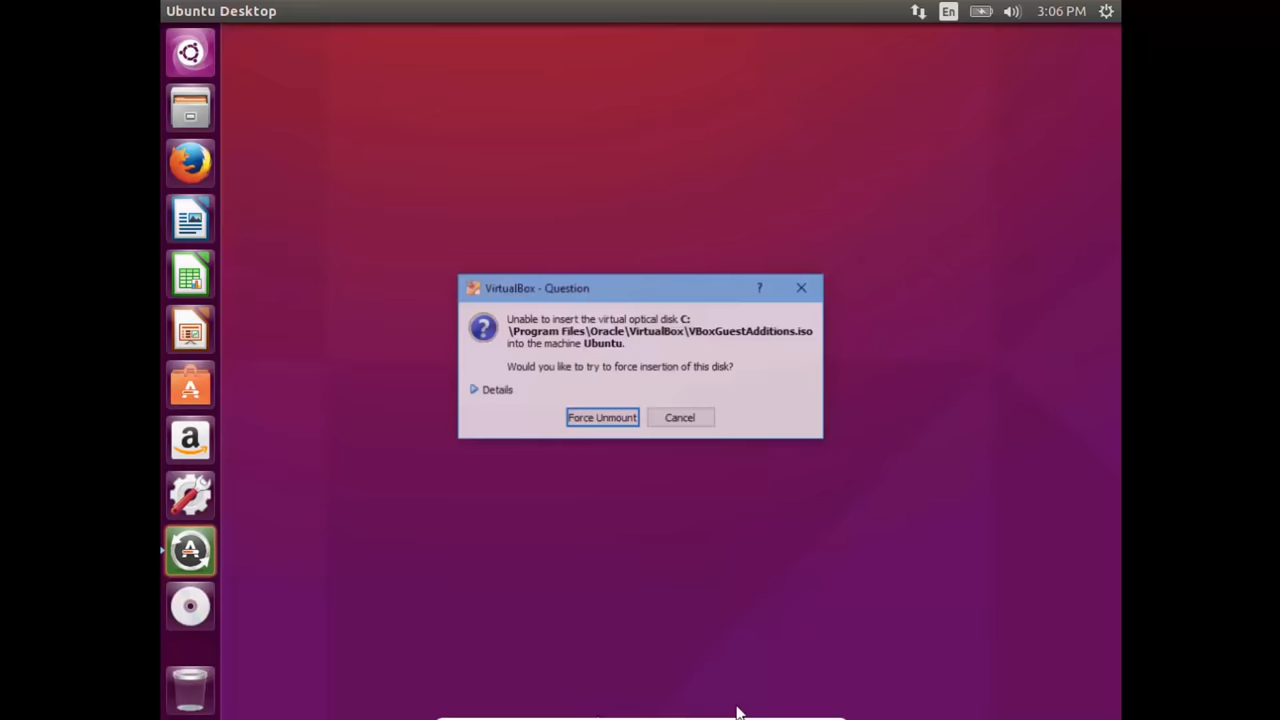 Ubuntu Desktop
En
3:06 PM
VirtualBox - Question
?
Unable to insert the virtual optical disk C:
\Program Files\Oracle\VirtualBox\VBoxGuestAdditions.iso
into the machine Ubuntu.
Would you like to try to force insertion of this disk?
Details
Force Unmount
Cancel
a